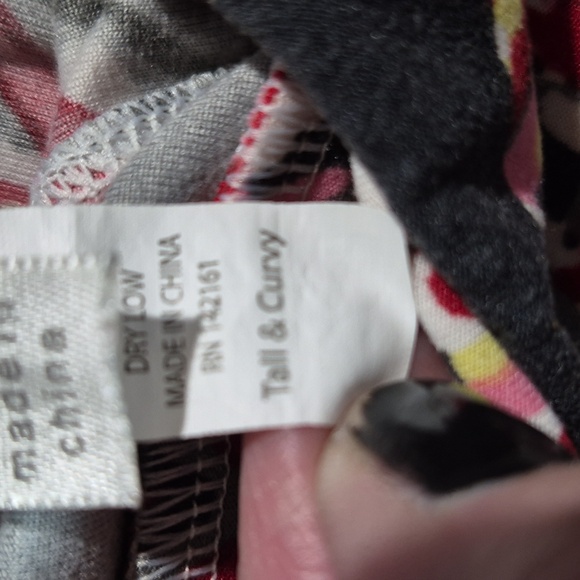 DRY LOW
MADE IN CHINA
RN 142161
Tall & Curvy
made in
china